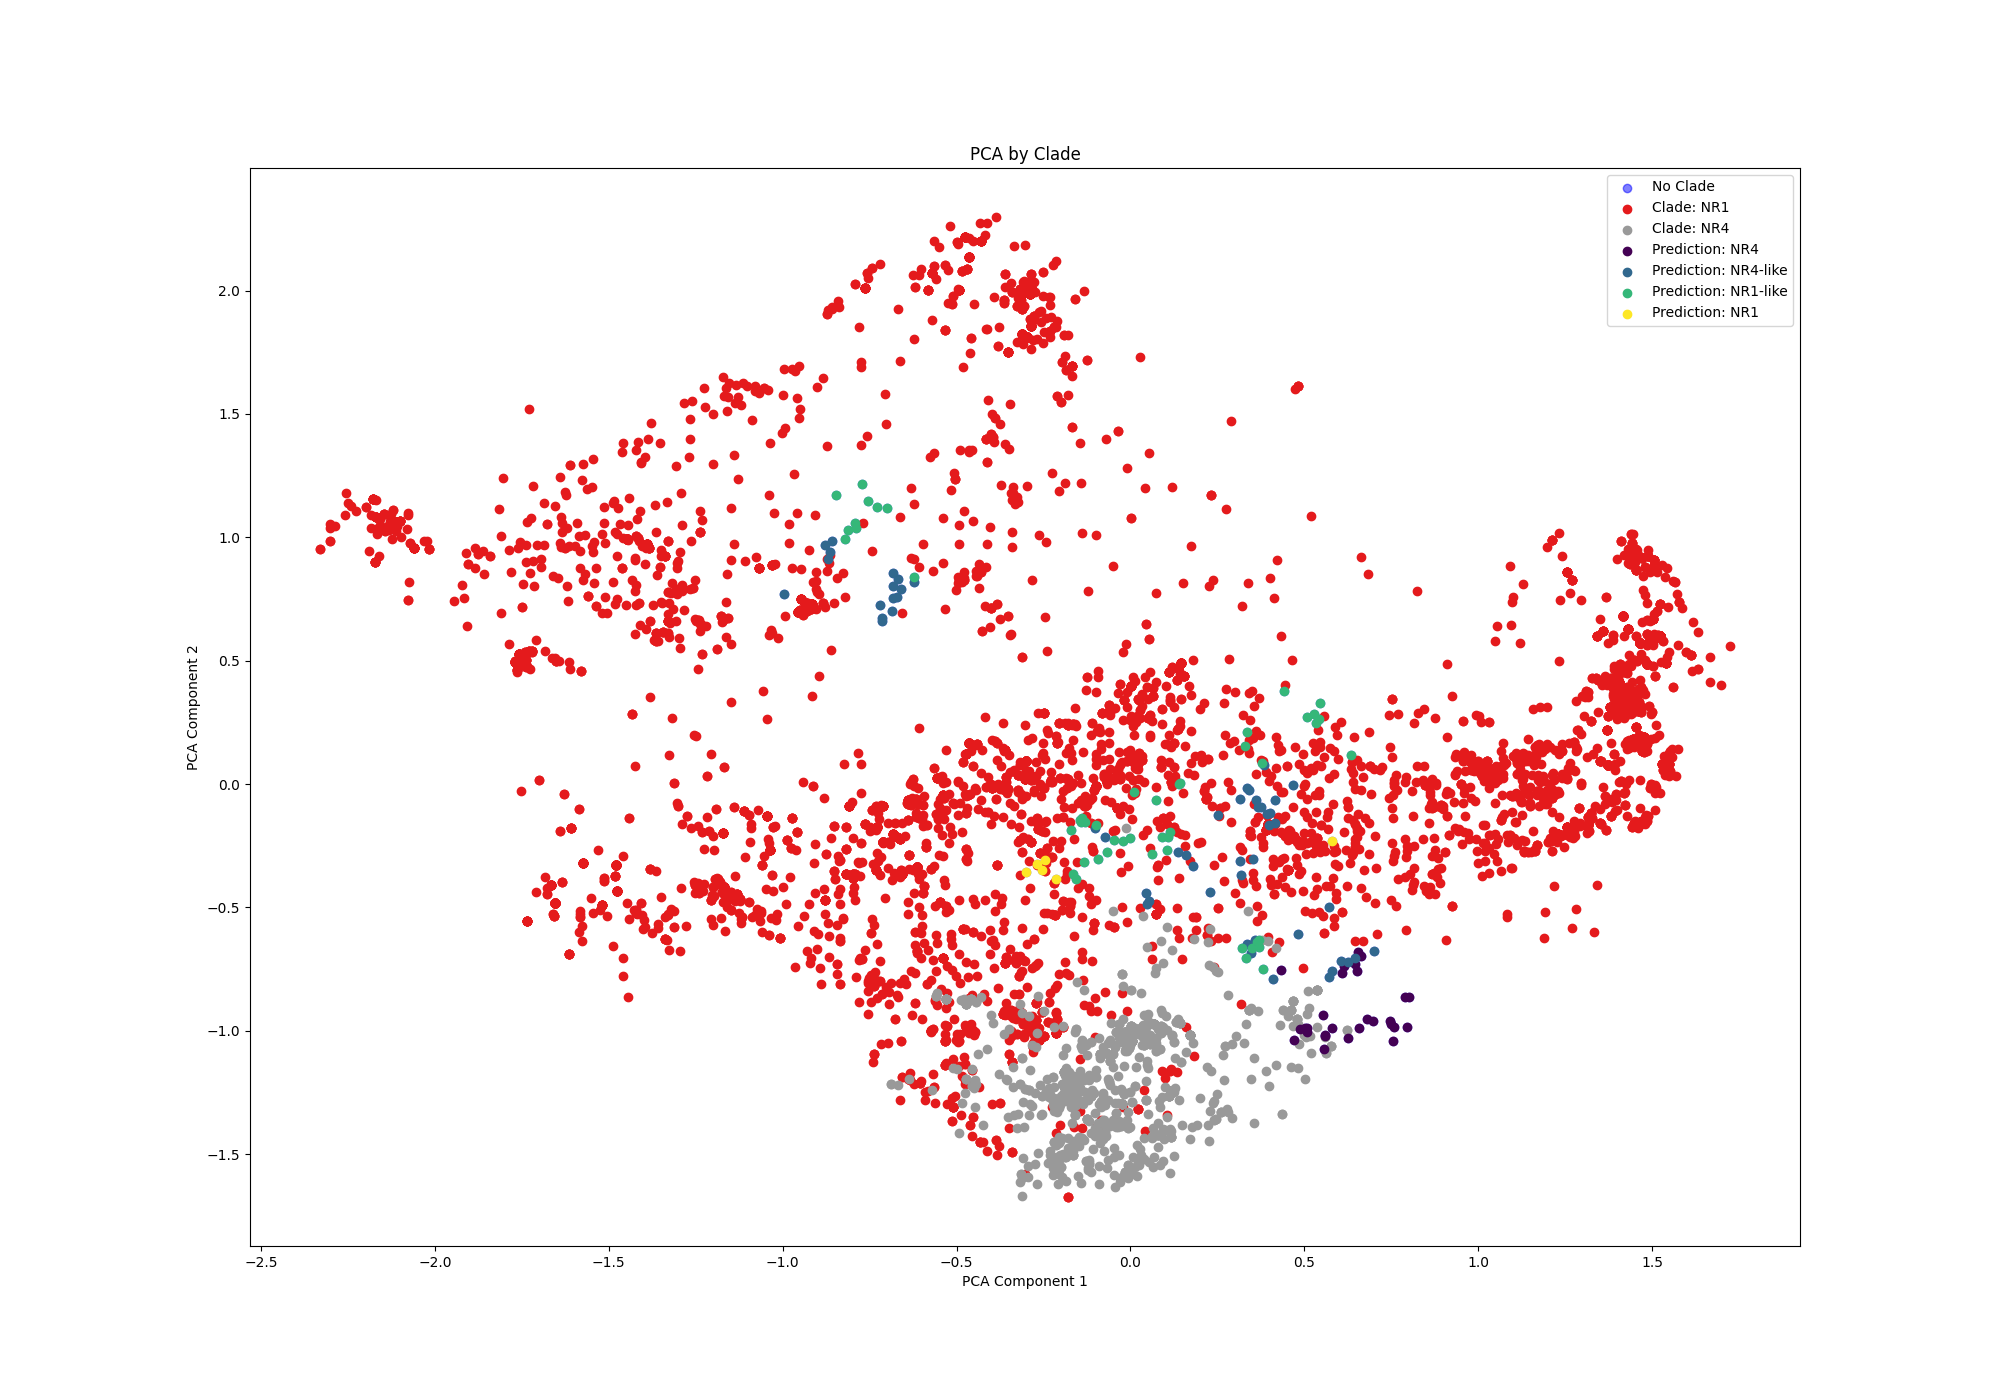 PCA by Clade
No Clade
Clade: NR1
Clade: NR4
Prediction: NR4
Prediction: NR4-like
Prediction: NR1-like
Prediction: NR1
2.0
1.5
1.0
0.5
0.0
−0.5
−1.0
−1.5
PCA Component 2
−2.5 −2.0 −1.5 −1.0 −0.5 0.0 0.5 1.0 1.5
PCA Component 1